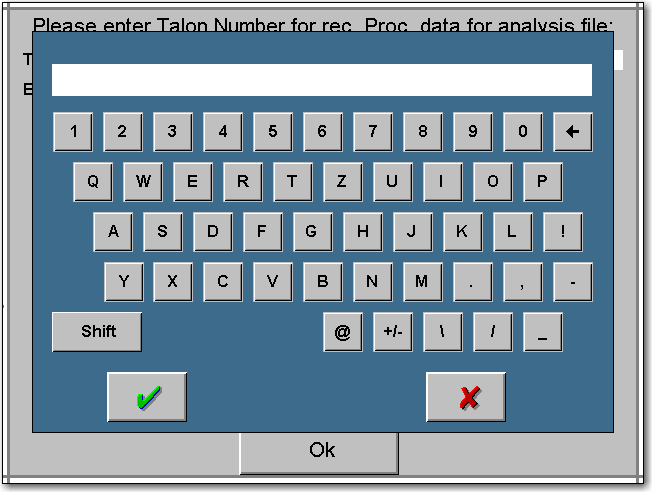 Please enter Talon Number for rec. Proc. data for analysis file:
T
E
1 2 3 4 5 6 7 8 9 0 ←
Q W E R T Z U I O P
A S D F G H J K L !
Y X C V B N M . , -
Shift @ +/- \ / _
Ok